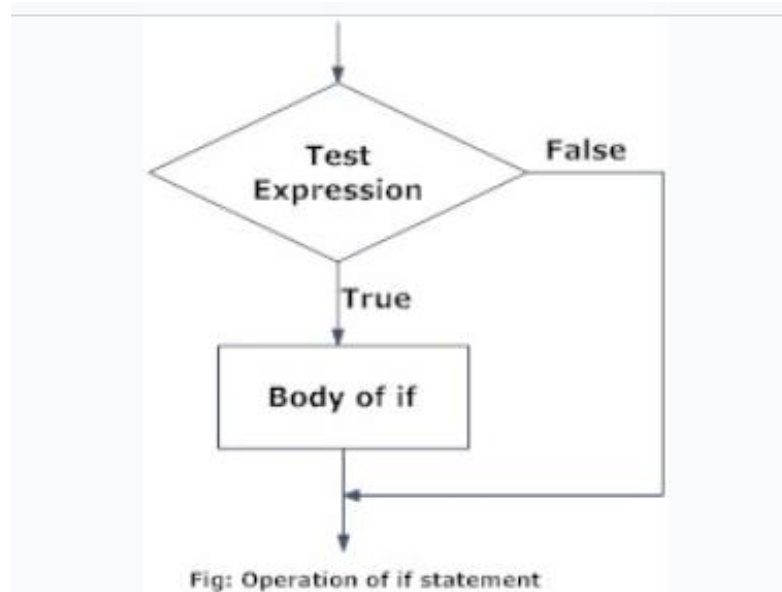 Test
Expression
False
True
Body of if
Fig: Operation of if statement